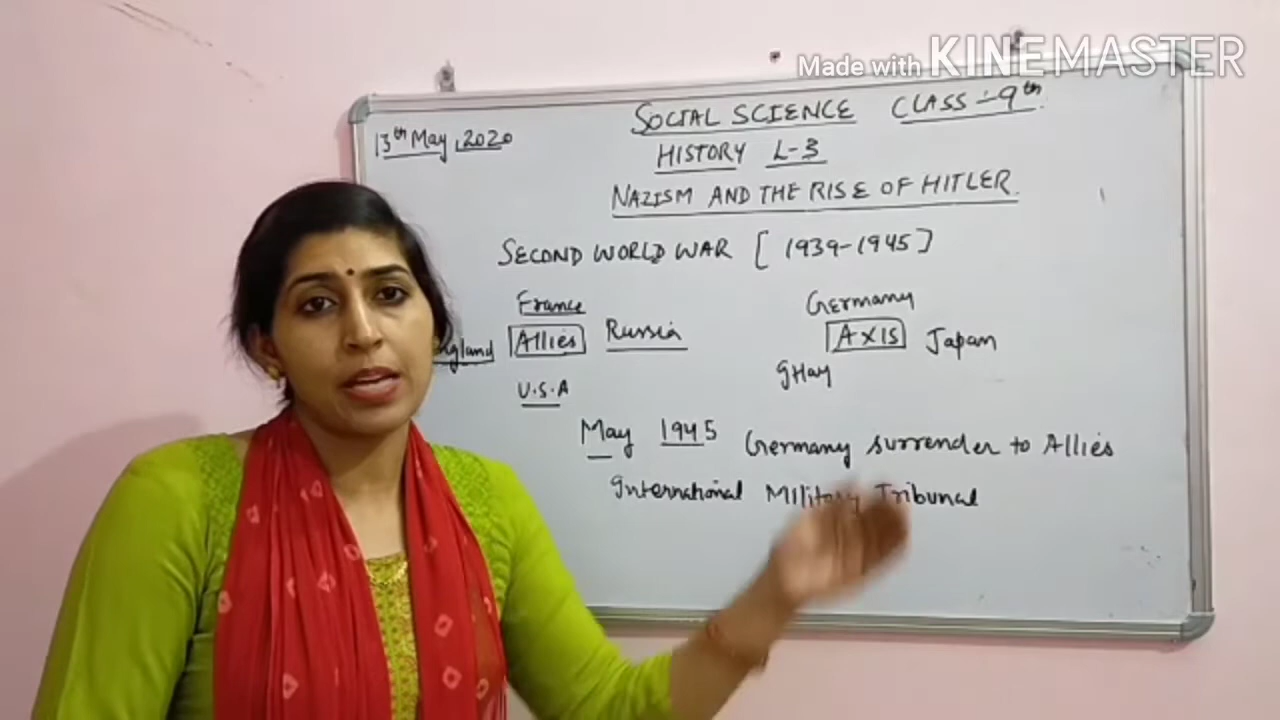 Made with KINEMASTER
13th May, 2020
SOCIAL SCIENCE CLASS-9th
HISTORY L-3
NAZISM AND THE RISE OF HITLER.
SECOND WORLD WAR [1939-1945]
France
Allies Russia
U.S.A
Germany
AXIS Japan
Italy
May 1945 Germany surrender to Allies
International Military Tribunal